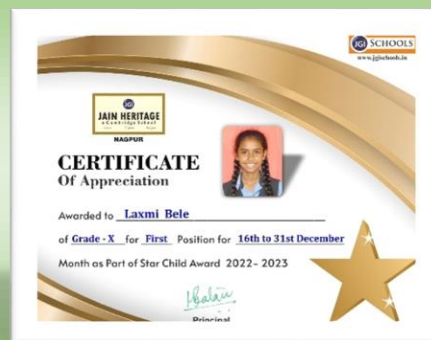 JGI SCHOOLS
www.jgischools.in
JGI
JAIN HERITAGE
a Cambridge School
NAGPUR
CERTIFICATE
Of Appreciation
Awarded to Laxmi Bele
of Grade - X for First Position for 16th to 31st December
Month as Part of Star Child Award 2022- 2023
Principal